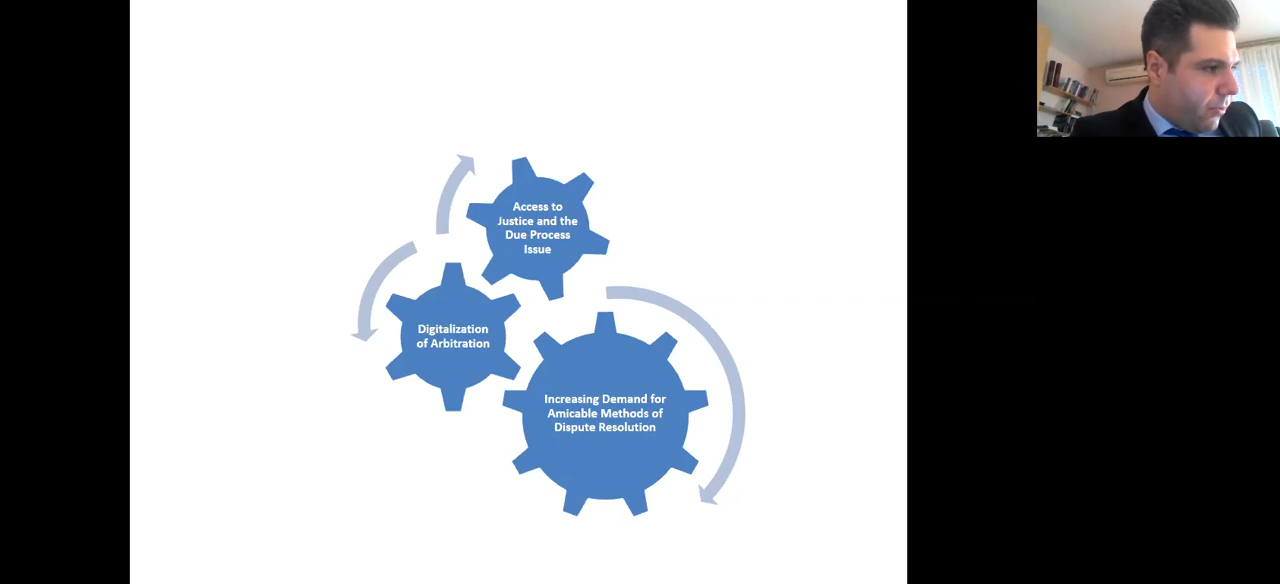 Access to
Justice and the
Due Process
Issue
Digitalization
of Arbitration
Increasing Demand for
Amicable Methods of
Dispute Resolution